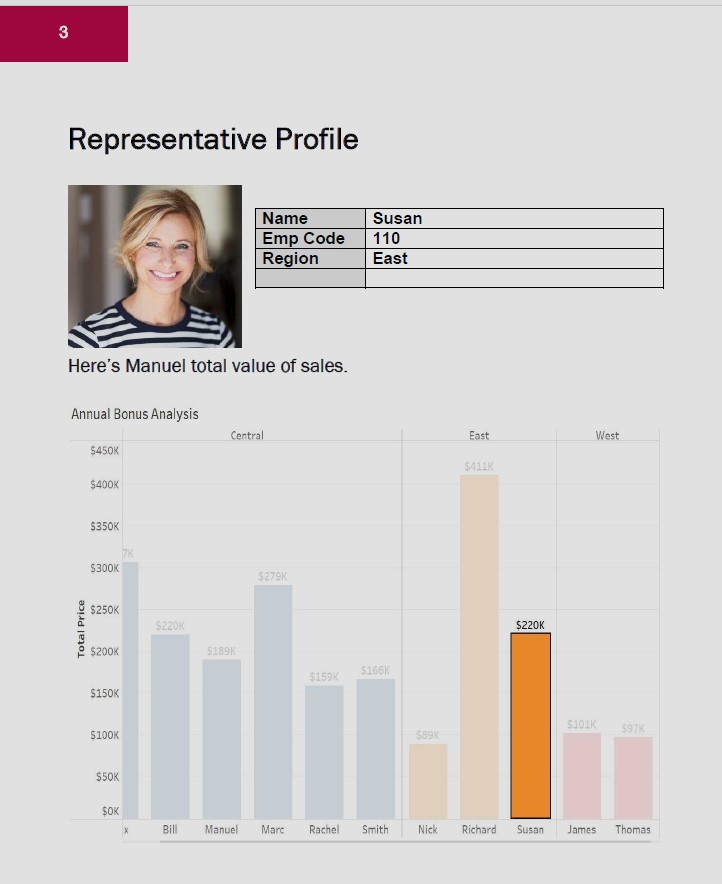 3
Representative Profile
Name Susan
Emp Code 110
Region East
Here's Manuel total value of sales.
Annual Bonus Analysis
Central East West
Total Price
$450K
$400K
$350K
$300K
$250K
$200K
$150K
$100K
$50K
$0K
7K
$220K
$189K
$279K
$159K
$166K
$89K
$411K
$220K
$101K
$97K
x Bill Manuel Marc Rachel Smith Nick Richard Susan James Thomas